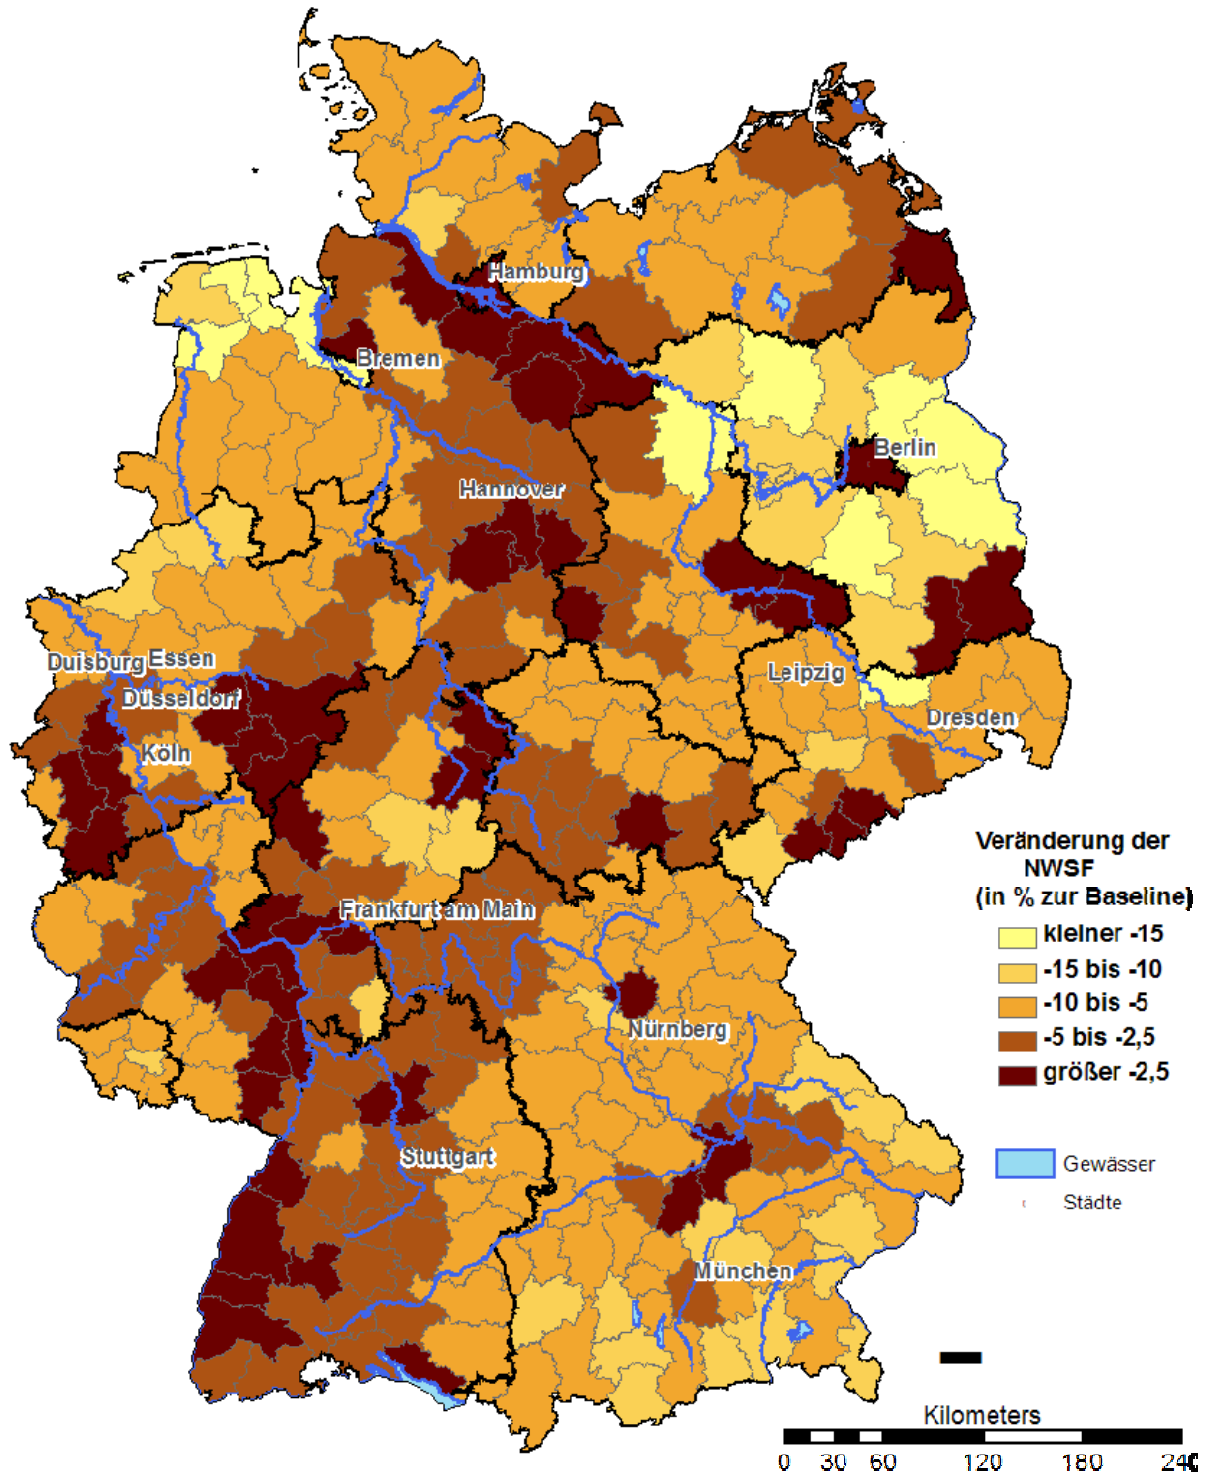 Hamburg
Bremen
Berlin
Hannover
Duisburg
Essen
Düsseldorf
Leipzig
Dresden
Köln
Frankfurt am Main
Nürnberg
Stuttgart
München
Veränderung der
NWSF
(in % zur Baseline)
kleiner -15
-15 bis -10
-10 bis -5
-5 bis -2,5
größer -2,5
Gewässer
Städte
Kilometers
0 30 60 120 180 240